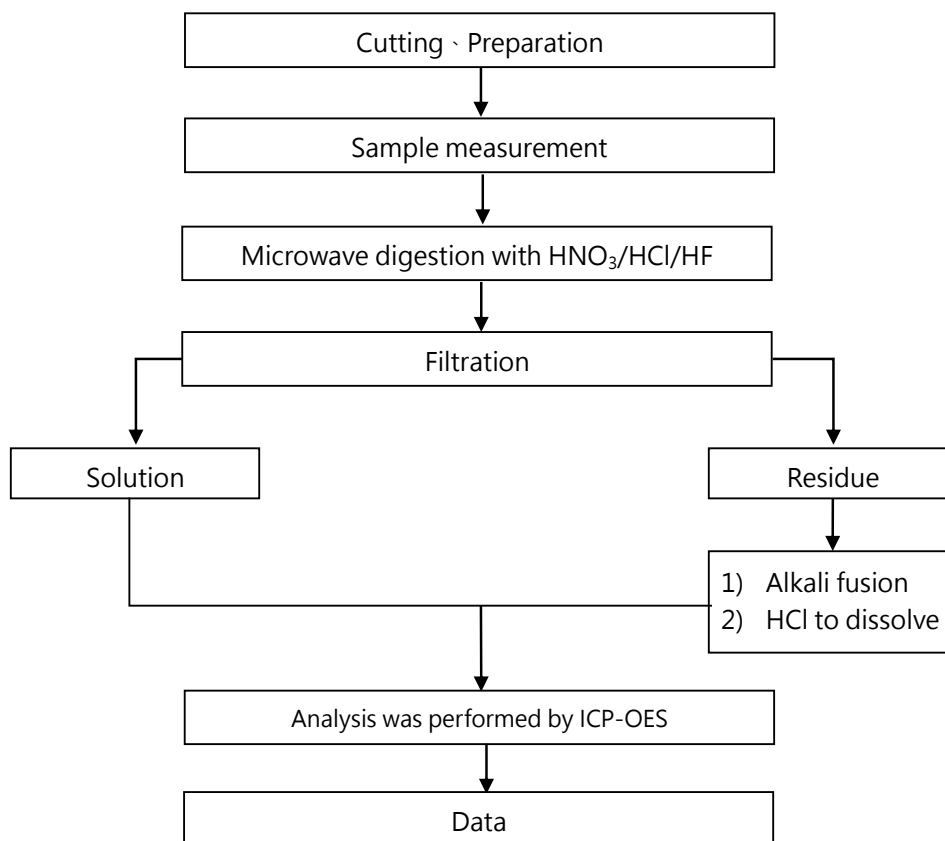 Cutting、Preparation
Sample measurement
Microwave digestion with HNO₃/HCl/HF
Filtration
Solution
Residue
1) Alkali fusion
2) HCl to dissolve
Analysis was performed by ICP-OES
Data